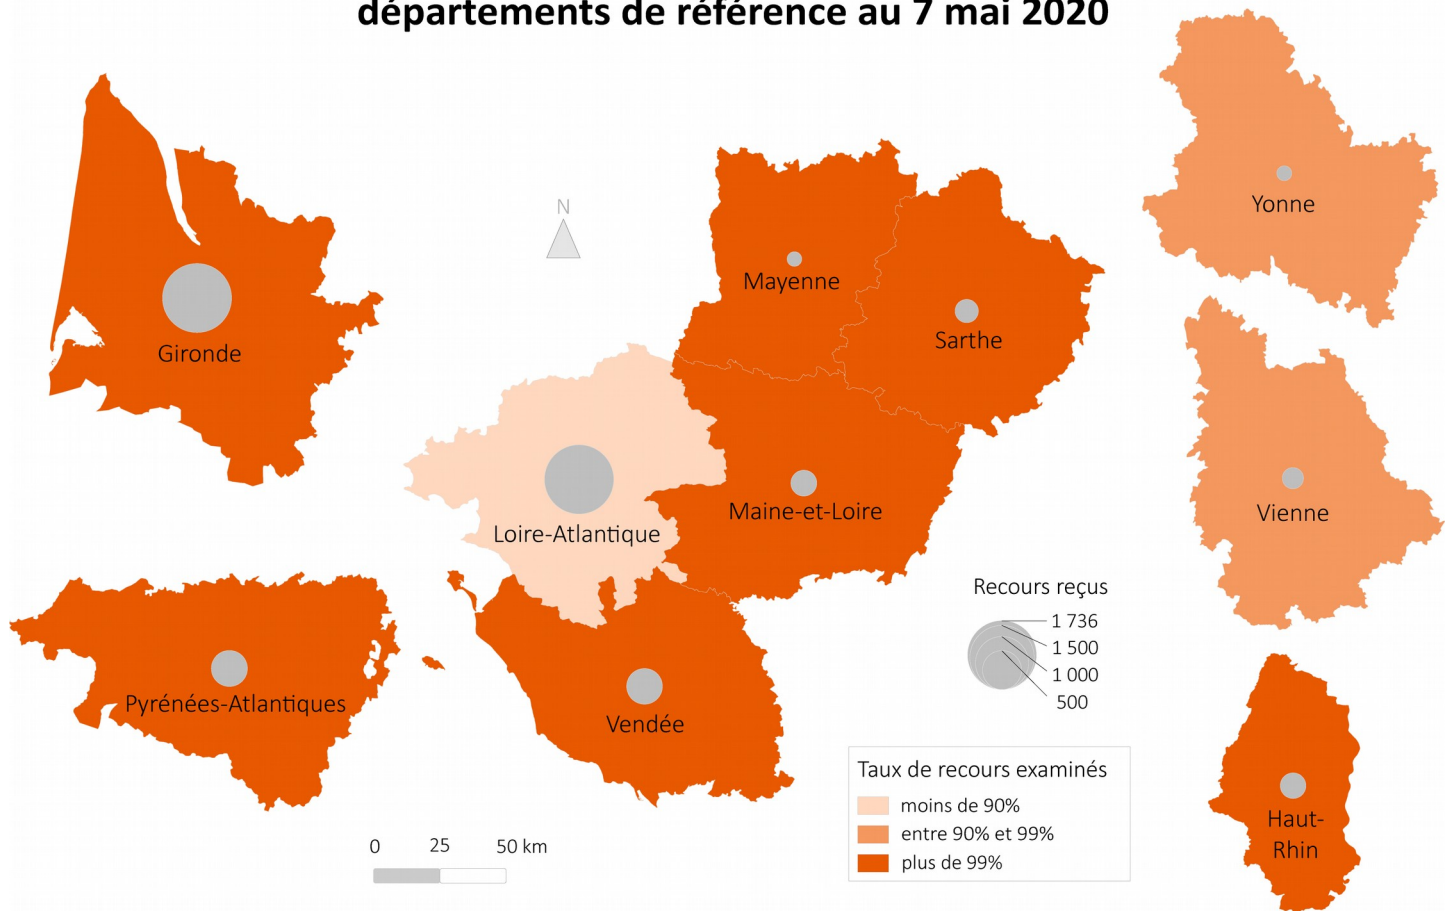 départements de référence au 7 mai 2020
N
Gironde
Mayenne
Sarthe
Yonne
Loire-Atlantique
Maine-et-Loire
Vienne
Pyrénées-Atlantiques
Vendée
Haut-
Rhin
Recours reçus
1 736
1 500
1 000
500
Taux de recours examinés
moins de 90%
entre 90% et 99%
plus de 99%
0 25 50 km